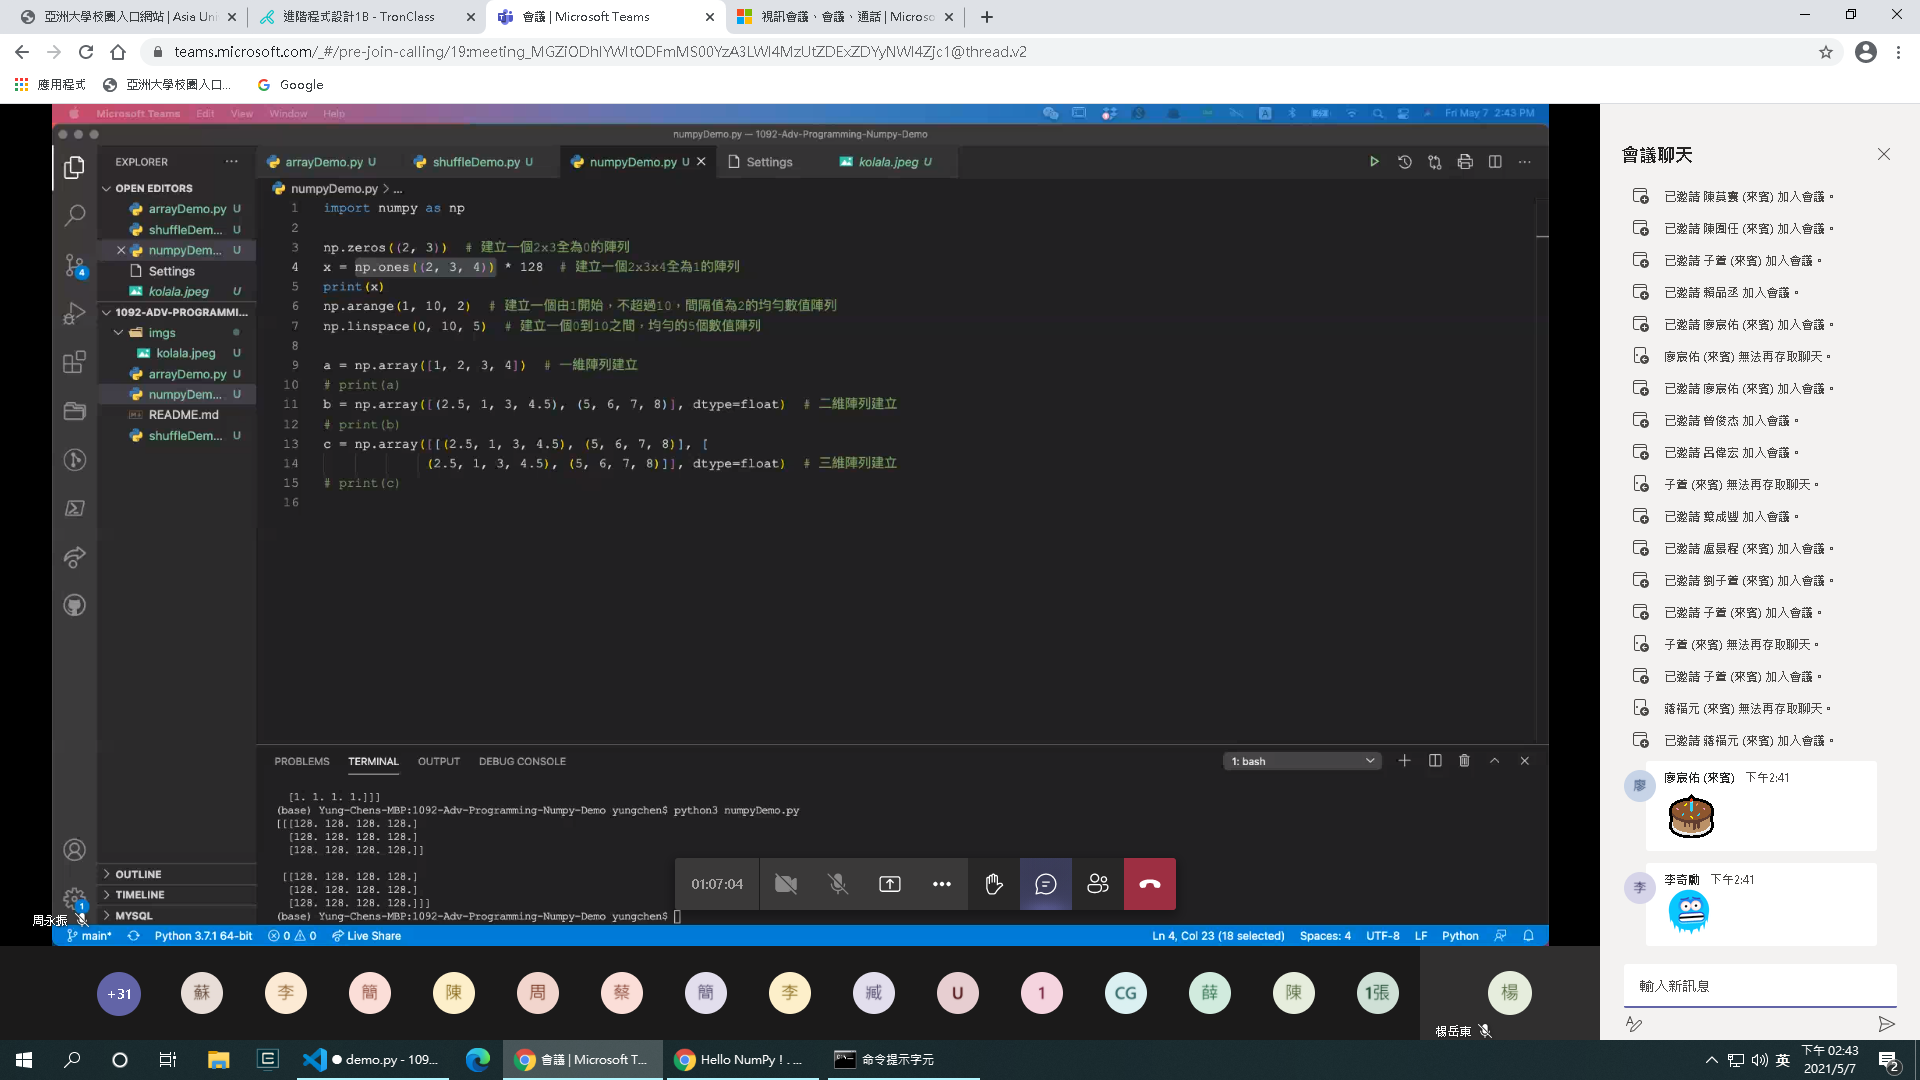 亞洲大學校園入口網站 | Asia Uni
進階程式設計1B - TronClass
會議 | Microsoft Teams
視訊會議、會議、通話 | Microso
teams.microsoft.com/_#/pre-join-calling/19:meeting_MGZiODhlYWItODFmMS00YzA3LWI4MzUtZDExZDYyNWI4Zjc1@thread.v2
應用程式
亞洲大學校園入口...
Google
Microsoft Teams Edit View Window Help
Fri May 7 2:43 PM
numpyDemo.py — 1092-Adv-Programming-Numpy-Demo
EXPLORER
arrayDemo.py U
shuffleDemo.py U
numpyDemo.py U
Settings
kolala.jpeg U
numpyDemo.py > ...
OPEN EDITORS
arrayDemo.py U
shuffleDem... U
numpyDem... U
Settings
kolala.jpeg U
1092-ADV-PROGRAMMI...
imgs
kolala.jpeg U
arrayDemo.py U
numpyDem... U
README.md
shuffleDem... U
OUTLINE
TIMELINE
MYSQL
4
1
1 import numpy as np
2
3 np.zeros((2, 3)) # 建立一個2x3全為0的陣列
4 x = np.ones((2, 3, 4)) * 128 # 建立一個2x3x4全為1的陣列
5 print(x)
6 np.arange(1, 10, 2) # 建立一個由1開始，不超過10，間隔值為2的均勻數值陣列
7 np.linspace(0, 10, 5) # 建立一個0到10之間，均勻的5個數值陣列
8
9 a = np.array([1, 2, 3, 4]) # 一維陣列建立
10 # print(a)
11 b = np.array([(2.5, 1, 3, 4.5), (5, 6, 7, 8)], dtype=float) # 二維陣列建立
12 # print(b)
13 c = np.array([[(2.5, 1, 3, 4.5), (5, 6, 7, 8)], [
14 (2.5, 1, 3, 4.5), (5, 6, 7, 8)]], dtype=float) # 三維陣列建立
15 # print(c)
16
PROBLEMS TERMINAL OUTPUT DEBUG CONSOLE
1: bash
[1. 1. 1. 1.]]]
(base) Yung-Chens-MBP:1092-Adv-Programming-Numpy-Demo yungchen$ python3 numpyDemo.py
[[[128. 128. 128. 128.]
[128. 128. 128. 128.]
[128. 128. 128. 128.]]
[[128. 128. 128. 128.]
[128. 128. 128. 128.]
[128. 128. 128. 128.]]]
(base) Yung-Chens-MBP:1092-Adv-Programming-Numpy-Demo yungchen$
01:07:04
周永振
main* Python 3.7.1 64-bit 0 0 Live Share
Ln 4, Col 23 (18 selected) Spaces: 4 UTF-8 LF Python
+31 蘇 李 簡 陳 周 蔡 簡 李 臧 U 1 CG 薛 陳 1張 楊
楊岳東
會議聊天
已邀請 陳莫寰 (來賓) 加入會議。
已邀請 陳囿任 (來賓) 加入會議。
已邀請 子萱 (來賓) 加入會議。
已邀請 賴品丞 加入會議。
已邀請 廖宸佑 (來賓) 加入會議。
廖宸佑 (來賓) 無法再存取聊天。
已邀請 廖宸佑 (來賓) 加入會議。
已邀請 曾俊杰 加入會議。
已邀請 呂偉宏 加入會議。
子萱 (來賓) 無法再存取聊天。
已邀請 葉成豐 加入會議。
已邀請 盧景程 (來賓) 加入會議。
已邀請 劉子萱 (來賓) 加入會議。
已邀請 子萱 (來賓) 加入會議。
子萱 (來賓) 無法再存取聊天。
已邀請 子萱 (來賓) 加入會議。
蔣福元 (來賓) 無法再存取聊天。
已邀請 蔣福元 (來賓) 加入會議。
廖 廖宸佑 (來賓) 下午2:41
李 李奇勳 下午2:41
輸入新訊息
demo.py - 109...
會議 | Microsoft T...
Hello NumPy ! . ...
命令提示字元
英
下午 02:43
2021/5/7
2